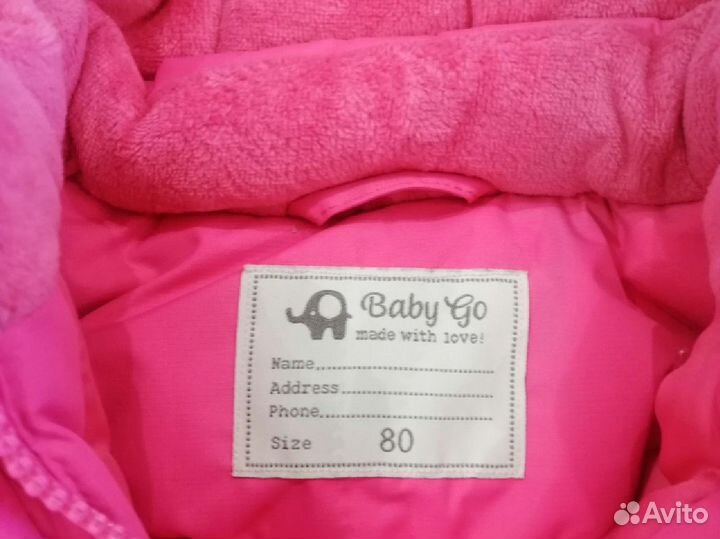 Baby Go
made with love!
Name
Address
Phone
Size 80
Avito